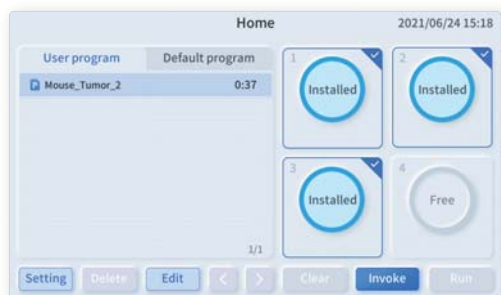 Home 2021/06/24 15:18
User program Default program
Mouse_Tumor_2 0:37
1/1
1 Installed
2 Installed
3 Installed
4 Free
Setting Delete Edit < > Clear Invoke Run